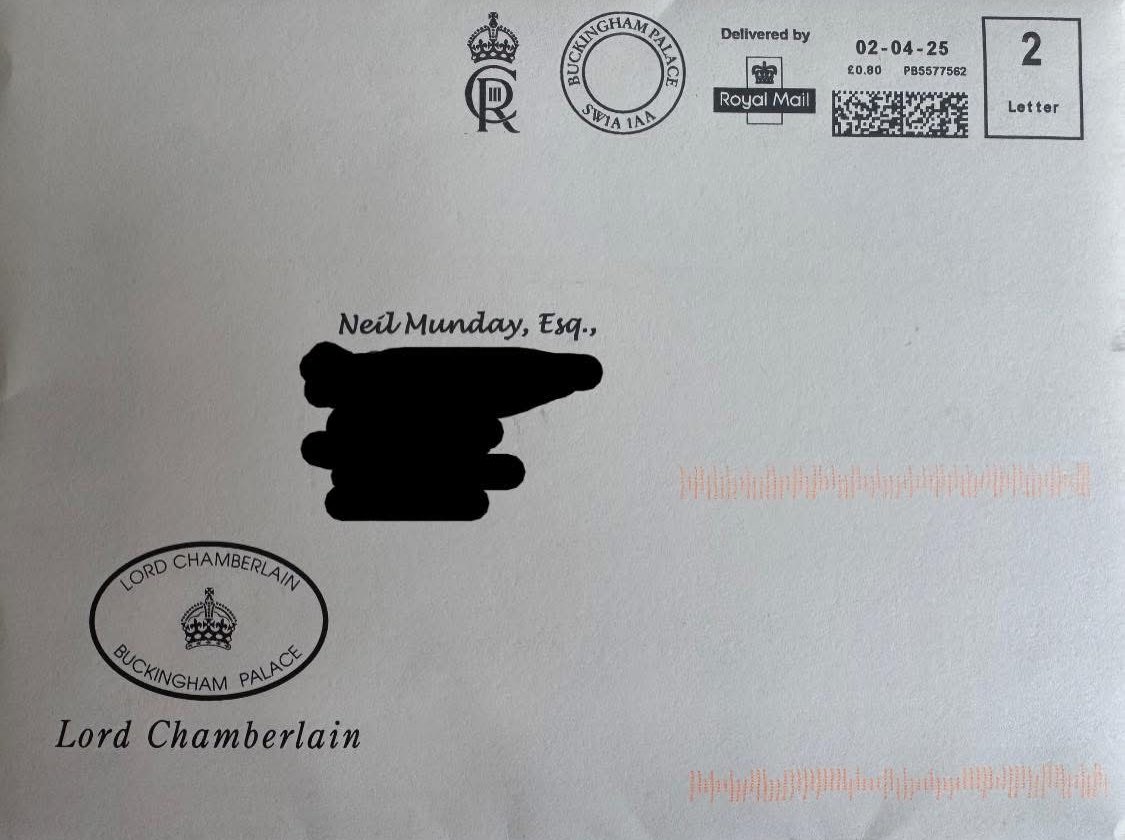 CRIII
BUCKINGHAM PALACE
SW1A 1AA
Delivered by
Royal Mail
02-04-25
£0.80 PB5577562
2
Letter
Neil Munday, Esq.,
LORD CHAMBERLAIN
BUCKINGHAM PALACE
Lord Chamberlain